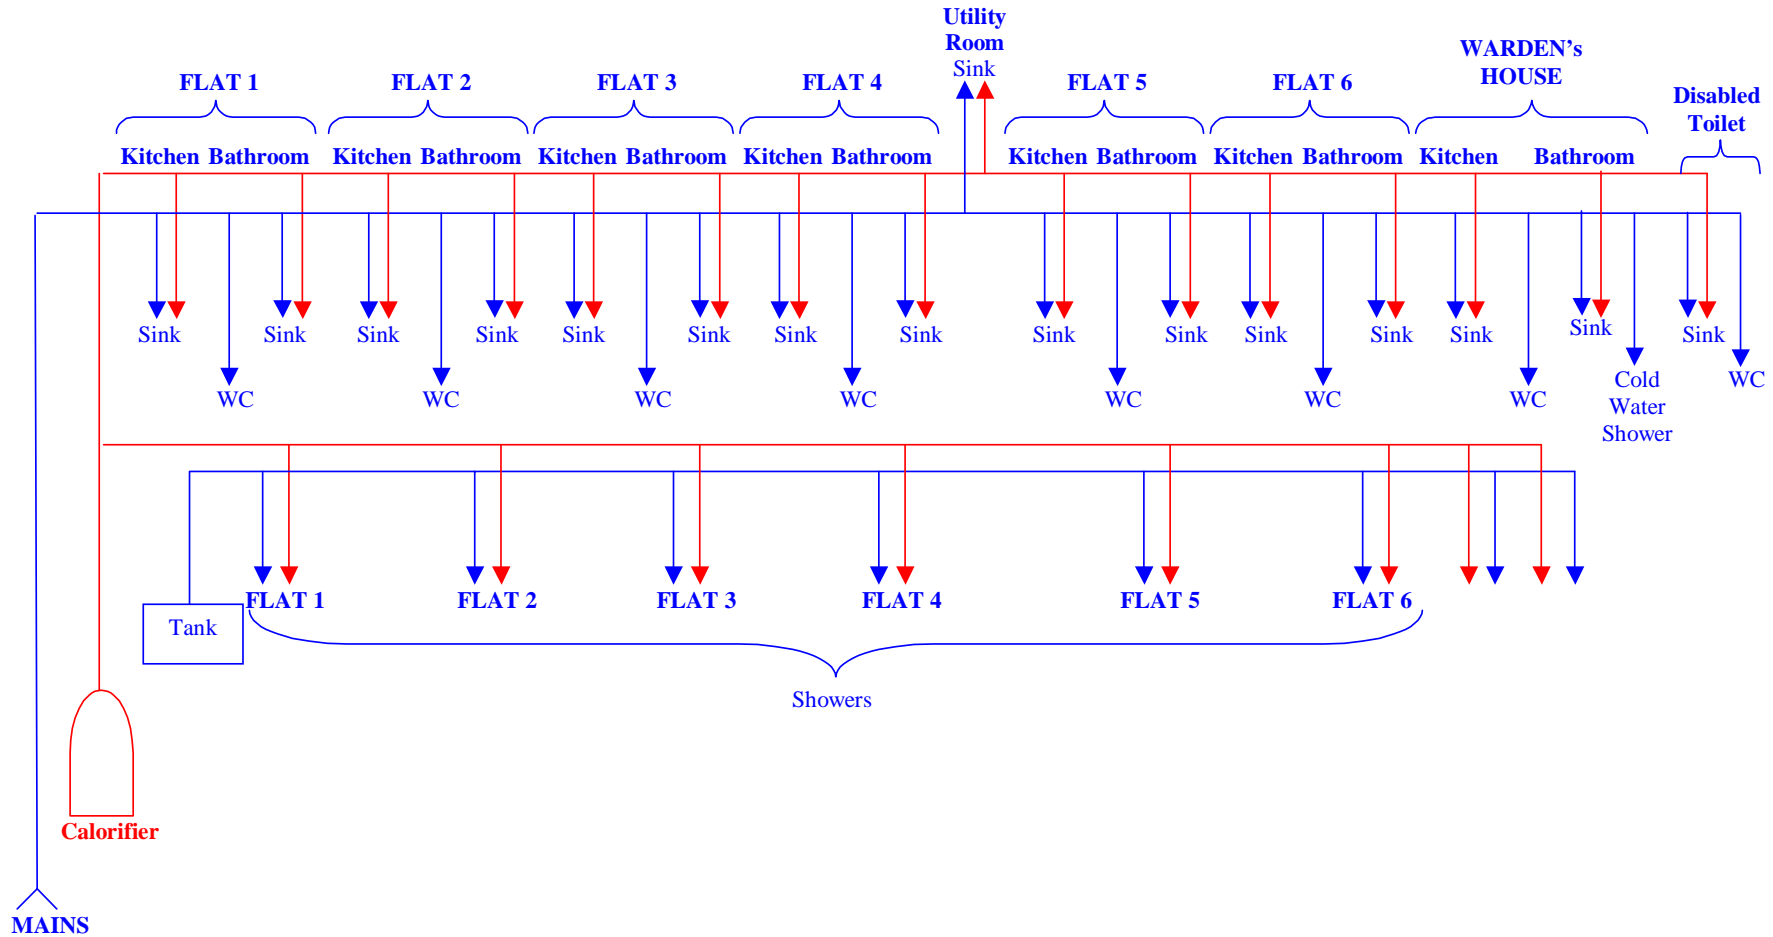 Utility
Room
Sink
WARDEN's
HOUSE
FLAT 1 FLAT 2 FLAT 3 FLAT 4 FLAT 5 FLAT 6
Disabled
Toilet
Kitchen Bathroom Kitchen Bathroom Kitchen Bathroom Kitchen Bathroom Kitchen Bathroom Kitchen Bathroom Kitchen Bathroom
Sink Sink Sink Sink Sink Sink Sink Sink Sink Sink Sink Sink Sink Sink Sink
WC WC WC WC WC WC WC WC
Cold
Water
Shower
FLAT 1 FLAT 2 FLAT 3 FLAT 4 FLAT 5 FLAT 6
Tank
Showers
Calorifier
MAINS